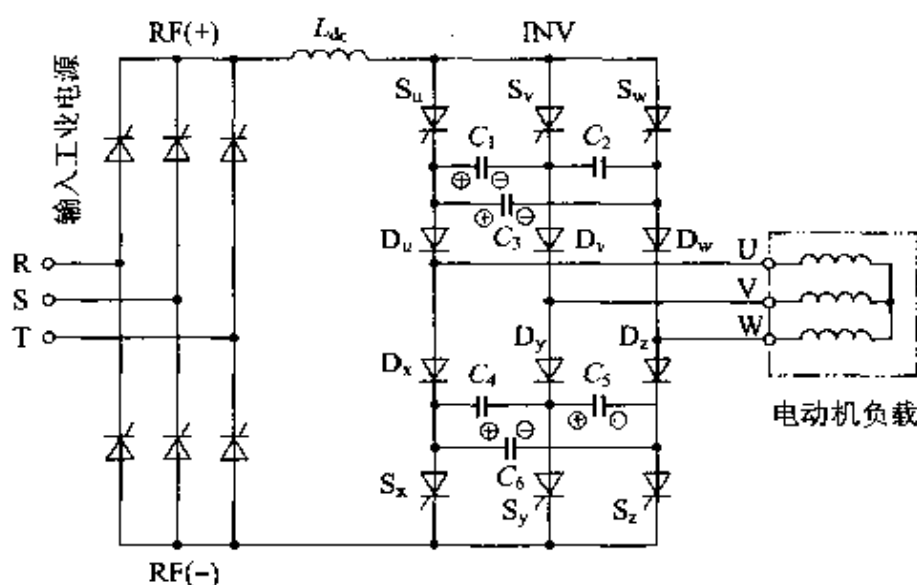 RF(+)
L_dc
INV
输入工业电源
S_u
S_v
S_w
C_1
C_2
⊕ ⊖
⊕ ⊖
C_3
D_u
D_v
D_w
U
R
S
V
T
W
D_x
D_y
D_z
C_4
C_5
⊕ ⊖
⊕
电动机负载
C_6
S_x
S_y
S_z
RF(−)